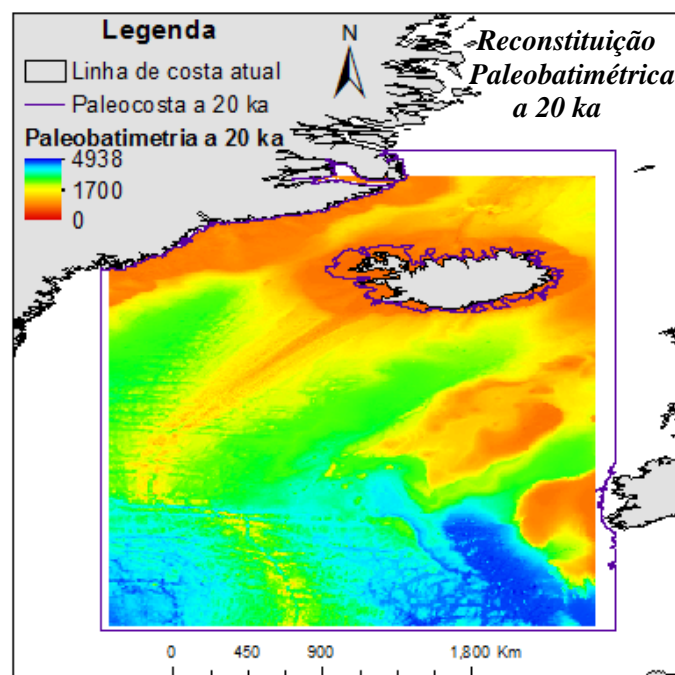 Legenda
Linha de costa atual
Paleocosta a 20 ka
Paleobatimetria a 20 ka
4938
1700
0
N
Reconstituição
Paleobatimétrica
a 20 ka
0 450 900 1,800 Km